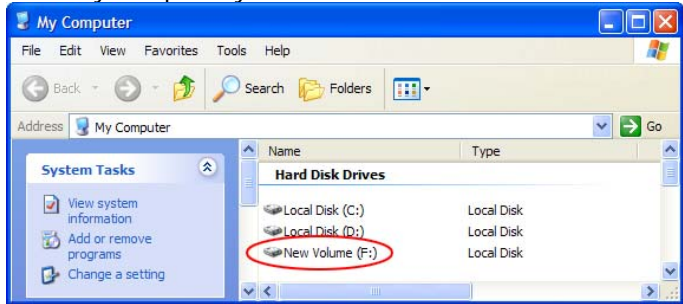 My Computer
File Edit View Favorites Tools Help
Back Search Folders
Address My Computer Go
Name Type
System Tasks
Hard Disk Drives
View system
information
Local Disk (C:) Local Disk
Add or remove
programs
Local Disk (D:) Local Disk
New Volume (F:) Local Disk
Change a setting